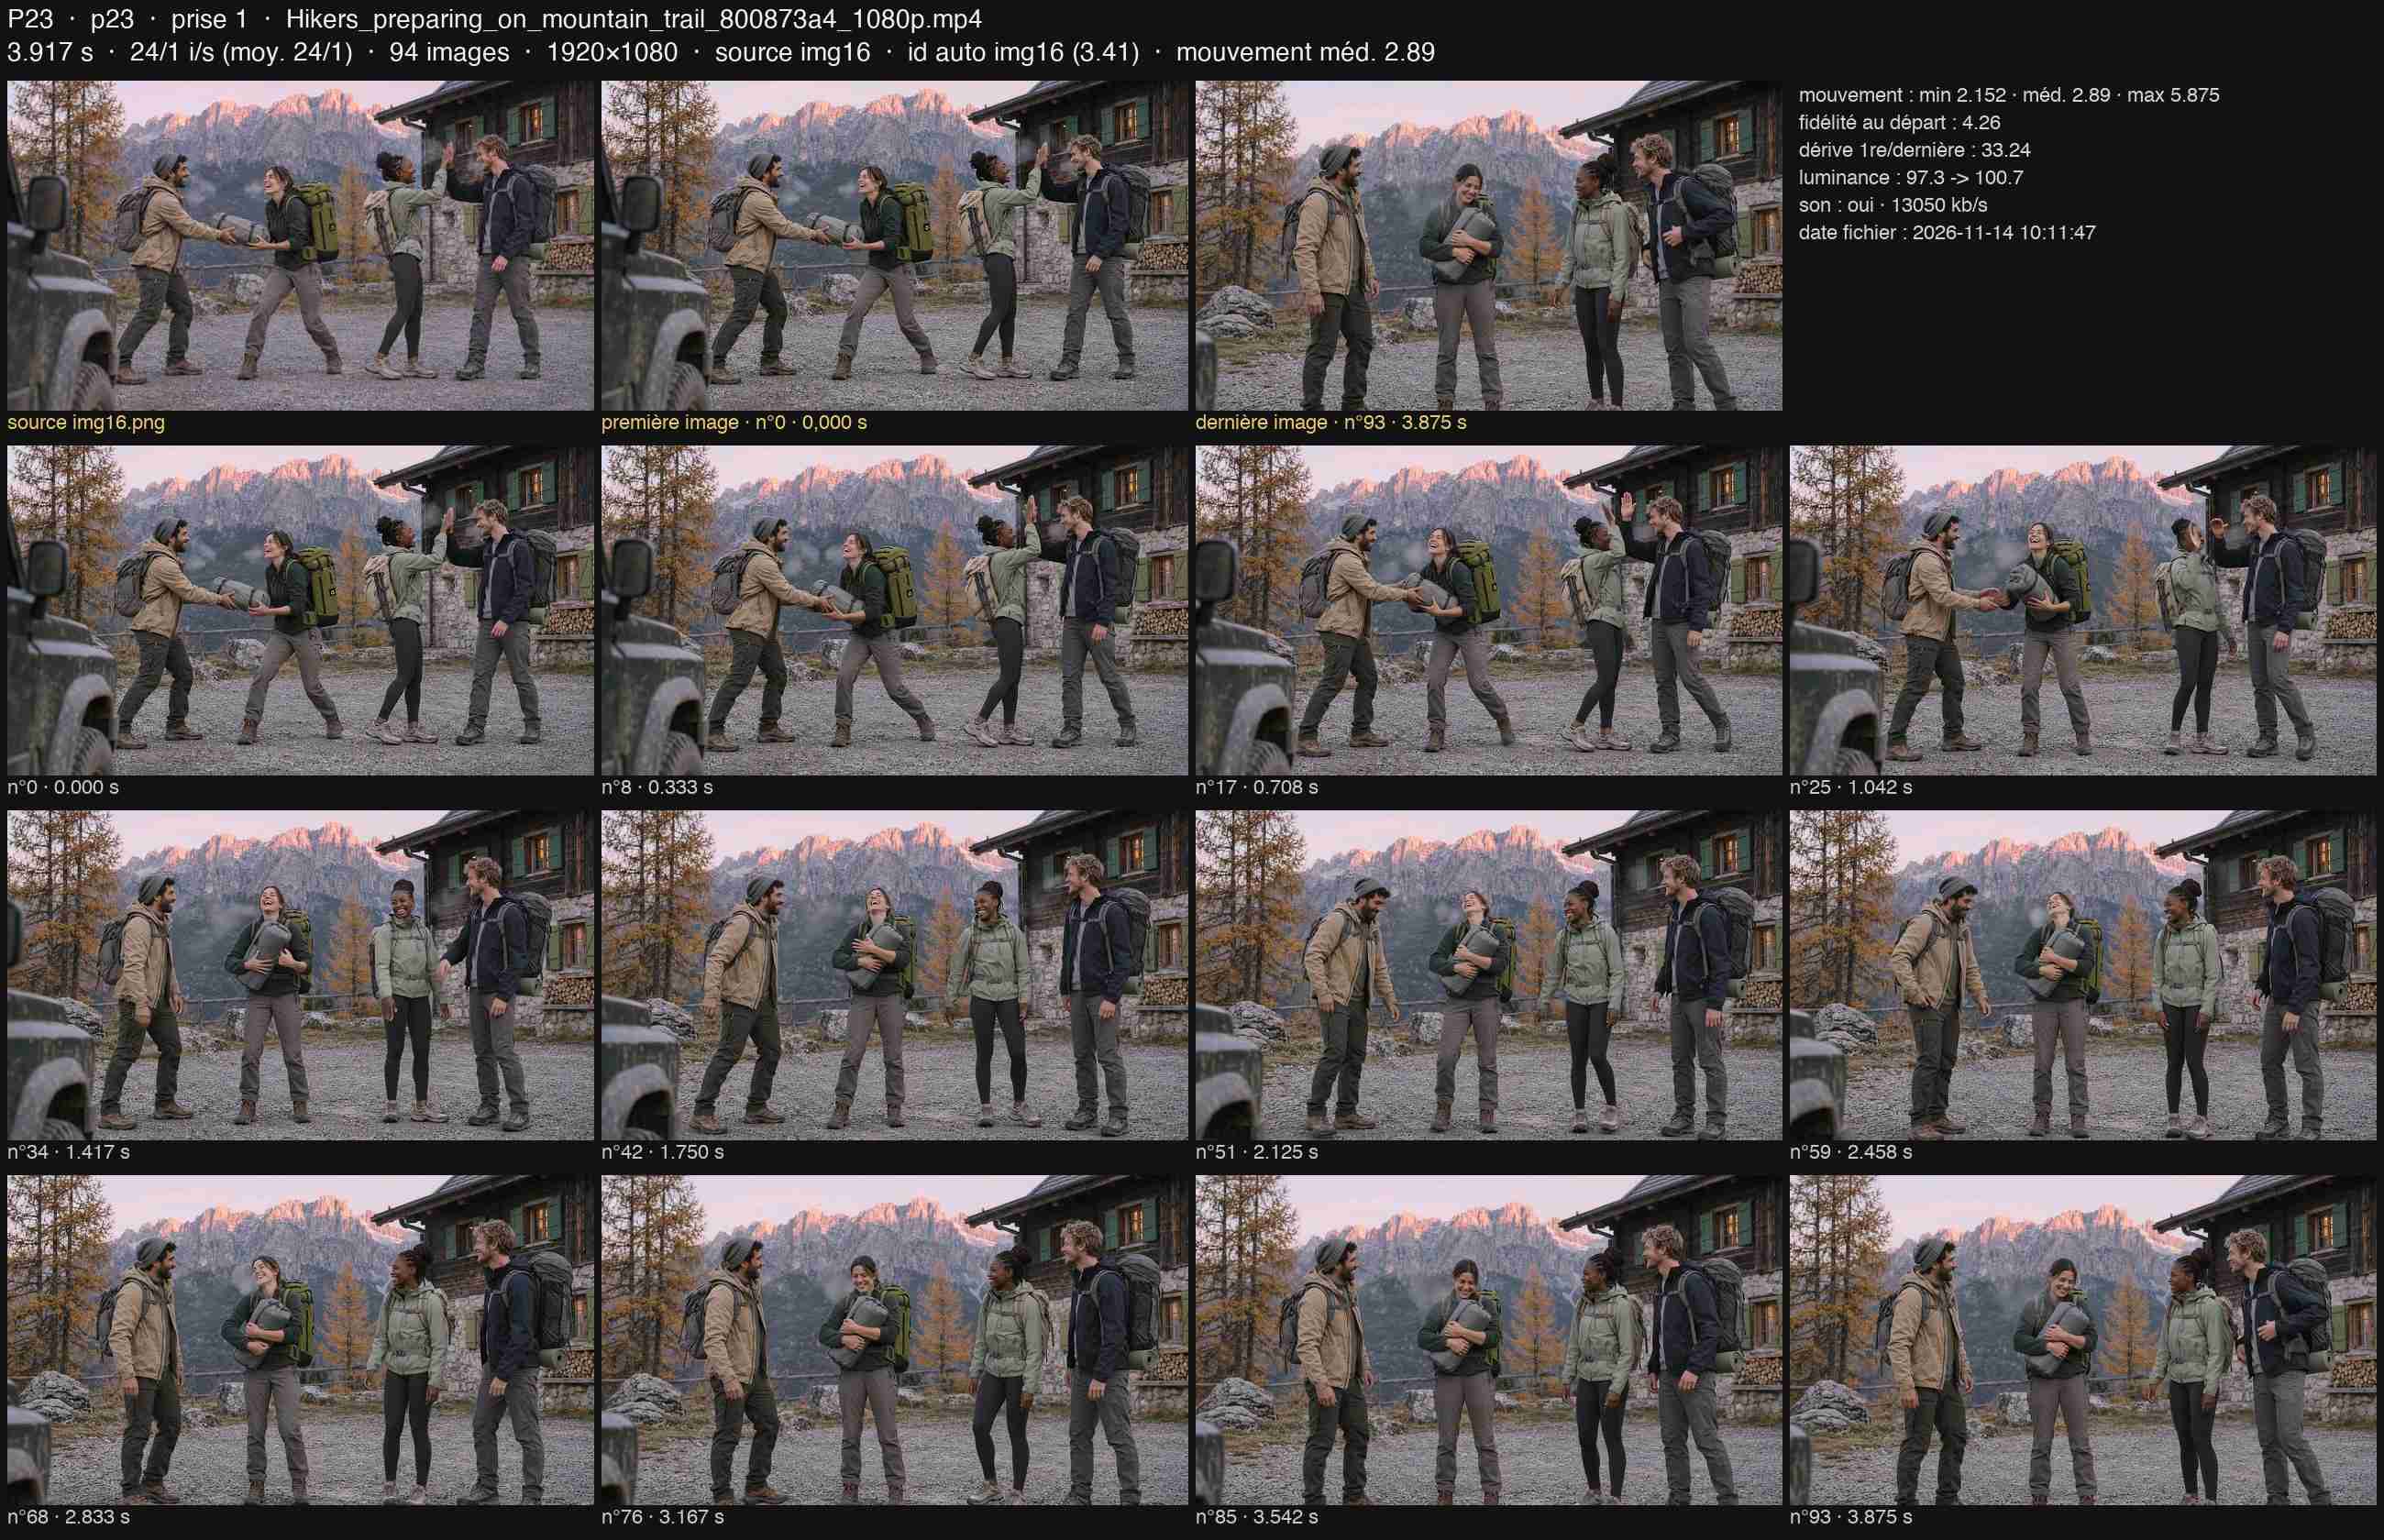 P23 · p23 · prise 1 · Hikers_preparing_on_mountain_trail_800873a4_1080p.mp4
3.917 s · 24/1 i/s (moy. 24/1) · 94 images · 1920×1080 · source img16 · id auto img16 (3.41) · mouvement méd. 2.89
mouvement : min 2.152 · méd. 2.89 · max 5.875
fidélité au départ : 4.26
dérive 1re/dernière : 33.24
luminance : 97.3 -> 100.7
son : oui · 13050 kb/s
date fichier : 2026-11-14 10:11:47
source img16.png
première image · n°0 · 0,000 s
dernière image · n°93 · 3.875 s
n°0 · 0.000 s
n°8 · 0.333 s
n°17 · 0.708 s
n°25 · 1.042 s
n°34 · 1.417 s
n°42 · 1.750 s
n°51 · 2.125 s
n°59 · 2.458 s
n°68 · 2.833 s
n°76 · 3.167 s
n°85 · 3.542 s
n°93 · 3.875 s